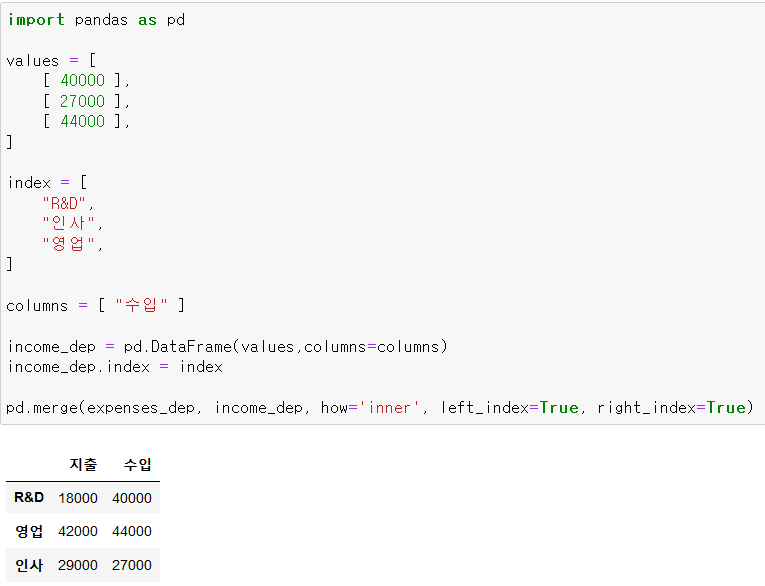 import pandas as pd
values = [
    [ 40000 ],
    [ 27000 ],
    [ 44000 ],
]
index = [
    "R&D",
    "인사",
    "영업",
]
columns = [ "수입" ]
income_dep = pd.DataFrame(values,columns=columns)
income_dep.index = index
pd.merge(expenses_dep, income_dep, how='inner', left_index=True, right_index=True)
지출 수입
R&D 18000 40000
영업 42000 44000
인사 29000 27000